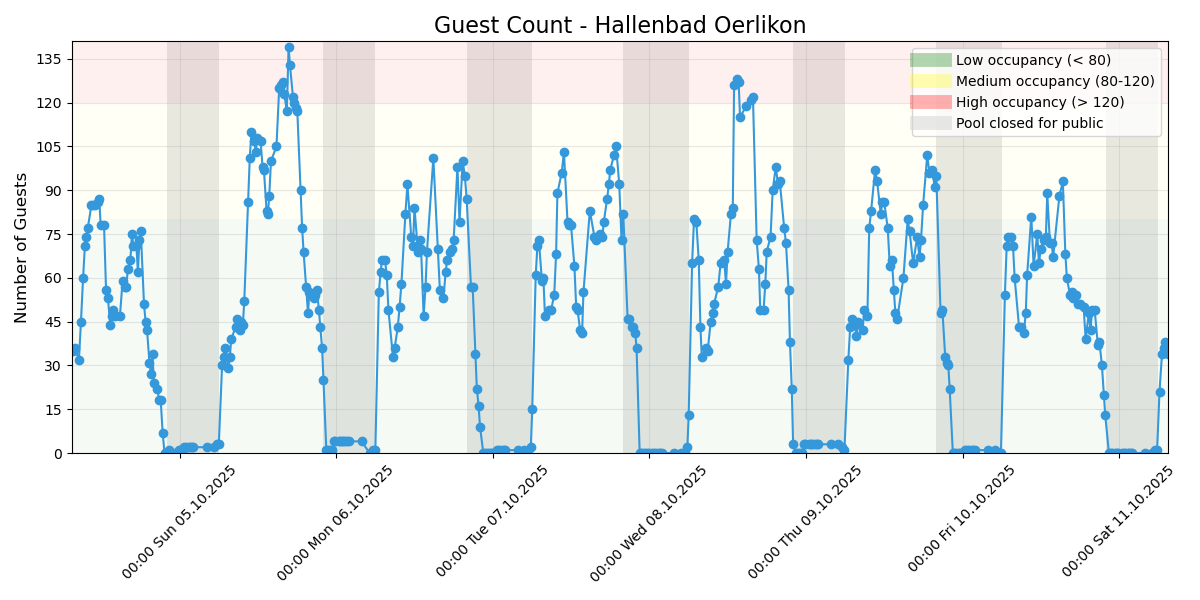 Guest Count - Hallenbad Oerlikon
Number of Guests
135
120
105
90
75
60
45
30
15
0
Low occupancy (< 80)
Medium occupancy (80-120)
High occupancy (> 120)
Pool closed for public
00:00 Sun 05.10.2025
00:00 Mon 06.10.2025
00:00 Tue 07.10.2025
00:00 Wed 08.10.2025
00:00 Thu 09.10.2025
00:00 Fri 10.10.2025
00:00 Sat 11.10.2025